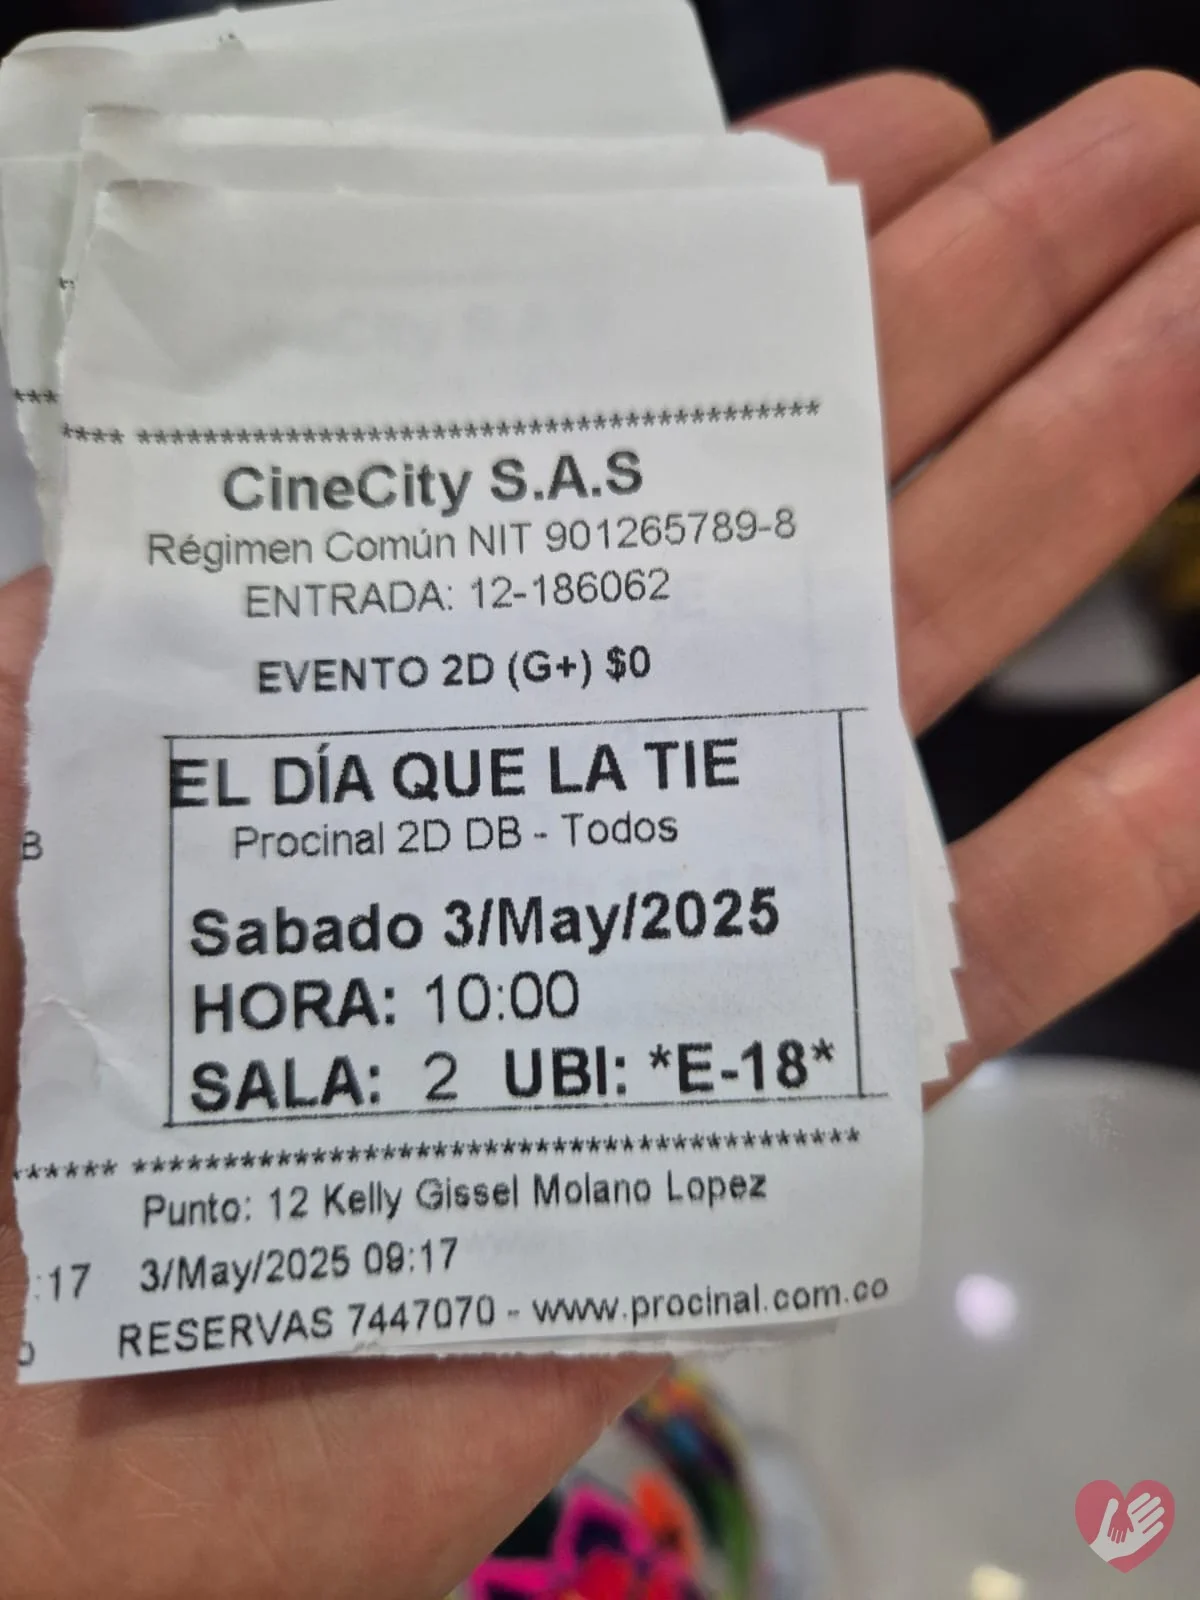 **** ***************************************
CineCity S.A.S
Régimen Común NIT 901265789-8
ENTRADA: 12-186062
EVENTO 2D (G+) $0
EL DÍA QUE LA TIE
Procinal 2D DB - Todos
Sabado 3/May/2025
HORA: 10:00
SALA: 2 UBI: *E-18*
****** ******************************************
Punto: 12 Kelly Gissel Molano Lopez
:17 3/May/2025 09:17
RESERVAS 7447070 - www.procinal.com.co